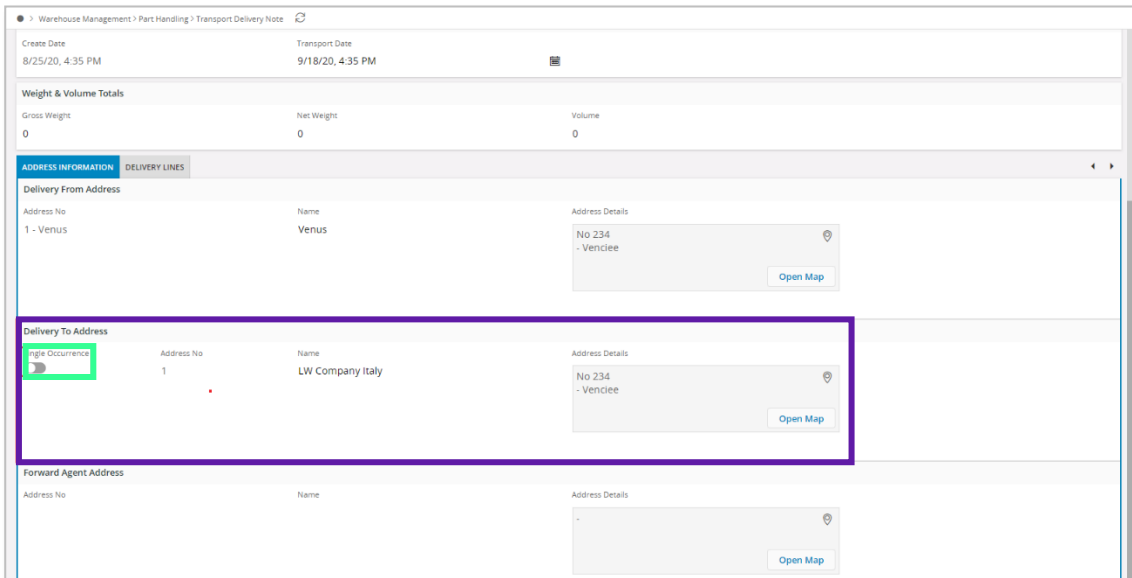 Warehouse Management > Part Handling > Transport Delivery Note
Create Date Transport Date
8/25/20, 4:35 PM 9/18/20, 4:35 PM
Weight & Volume Totals
Gross Weight Net Weight Volume
0 0 0
ADDRESS INFORMATION DELIVERY LINES
Delivery From Address
Address No Name Address Details
1 - Venus Venus No 234
- Venciee
Open Map
Delivery To Address
ingle Occurrence Address No Name Address Details
1 LW Company Italy No 234
- Venciee
Open Map
Forward Agent Address
Address No Name Address Details
-
Open Map